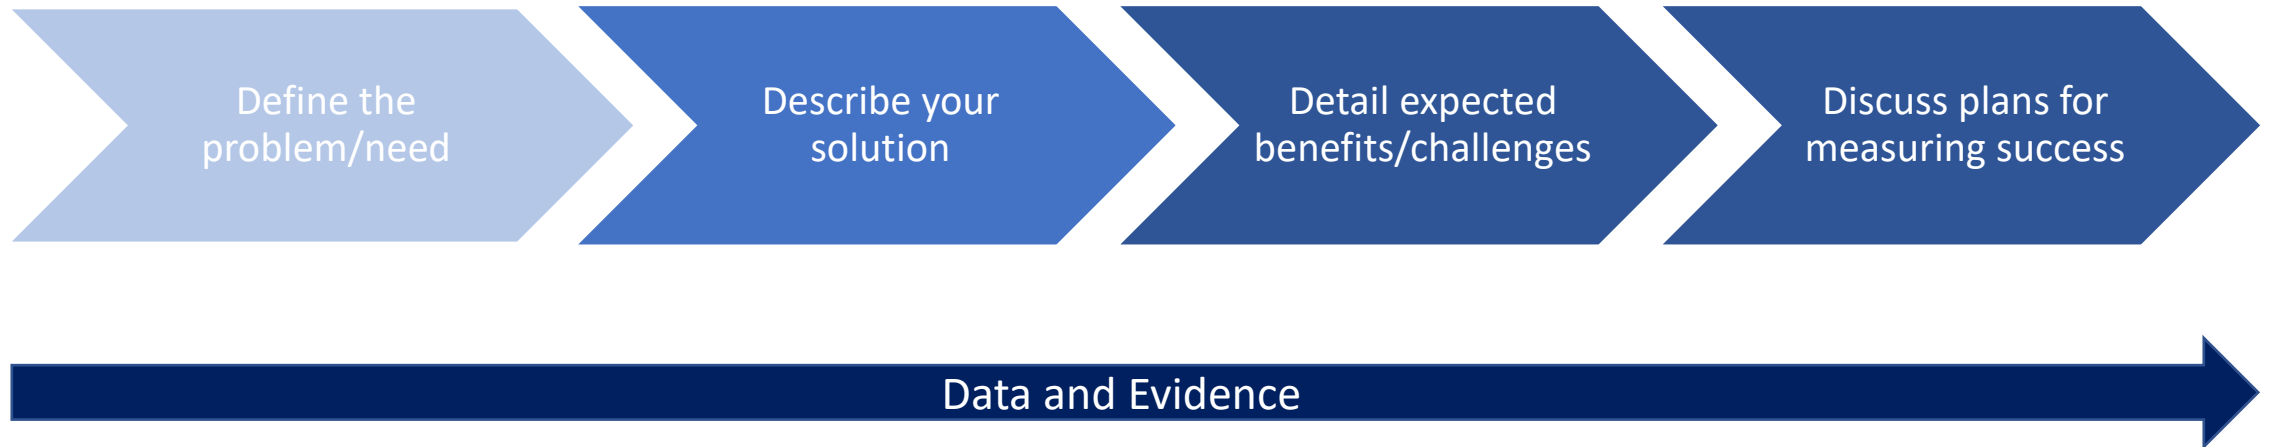 Define the
problem/need
Describe your
solution
Detail expected
benefits/challenges
Discuss plans for
measuring success
Data and Evidence